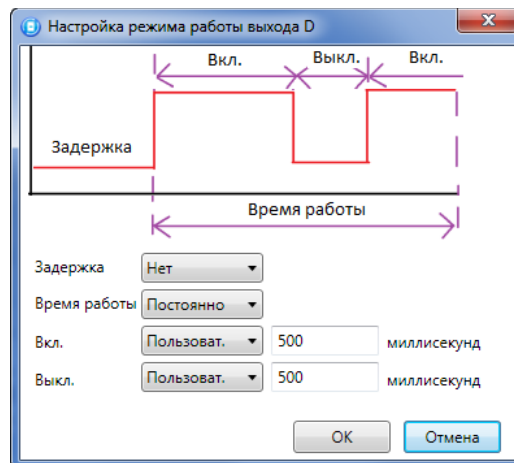 Настройка режима работы выхода D
Вкл. Выкл. Вкл.
Задержка
Время работы
Задержка Нет
Время работы Постоянно
Вкл. Пользоват. 500 миллисекунд
Выкл. Пользоват. 500 миллисекунд
OK Отмена